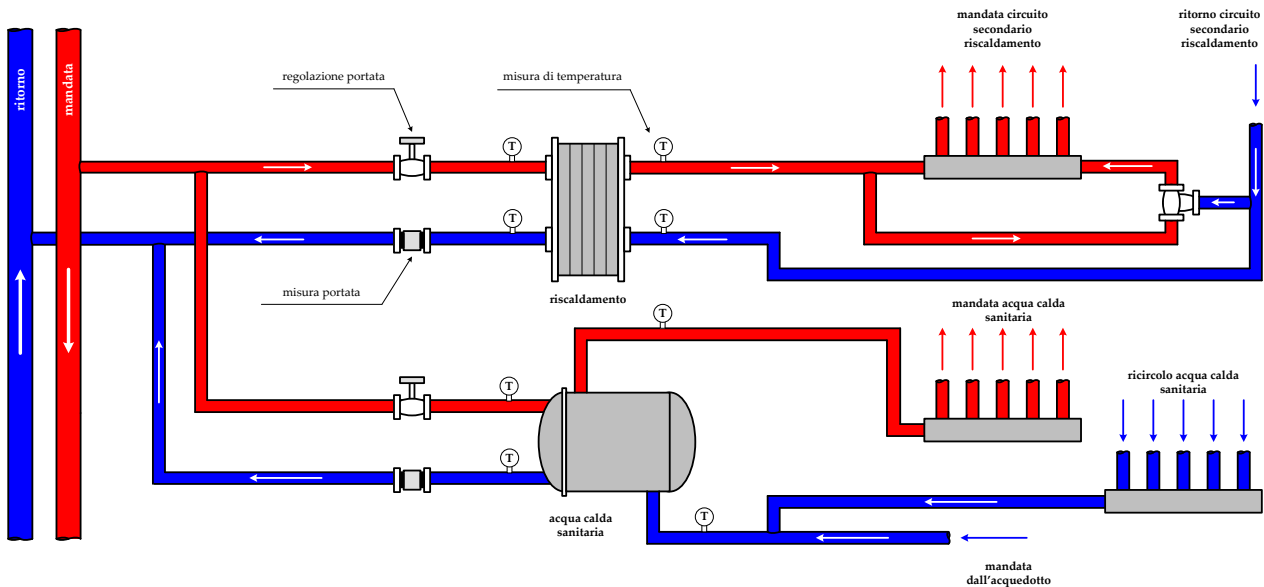 mandata circuito
secondario
riscaldamento
ritorno circuito
secondario
riscaldamento
ritorno
mandata
regolazione portata
misura di temperatura
T
T
T
T
misura portata
riscaldamento
mandata acqua calda
sanitaria
T
ricircolo acqua calda
sanitaria
T
T
acqua calda
sanitaria
T
mandata
dall'acquedotto